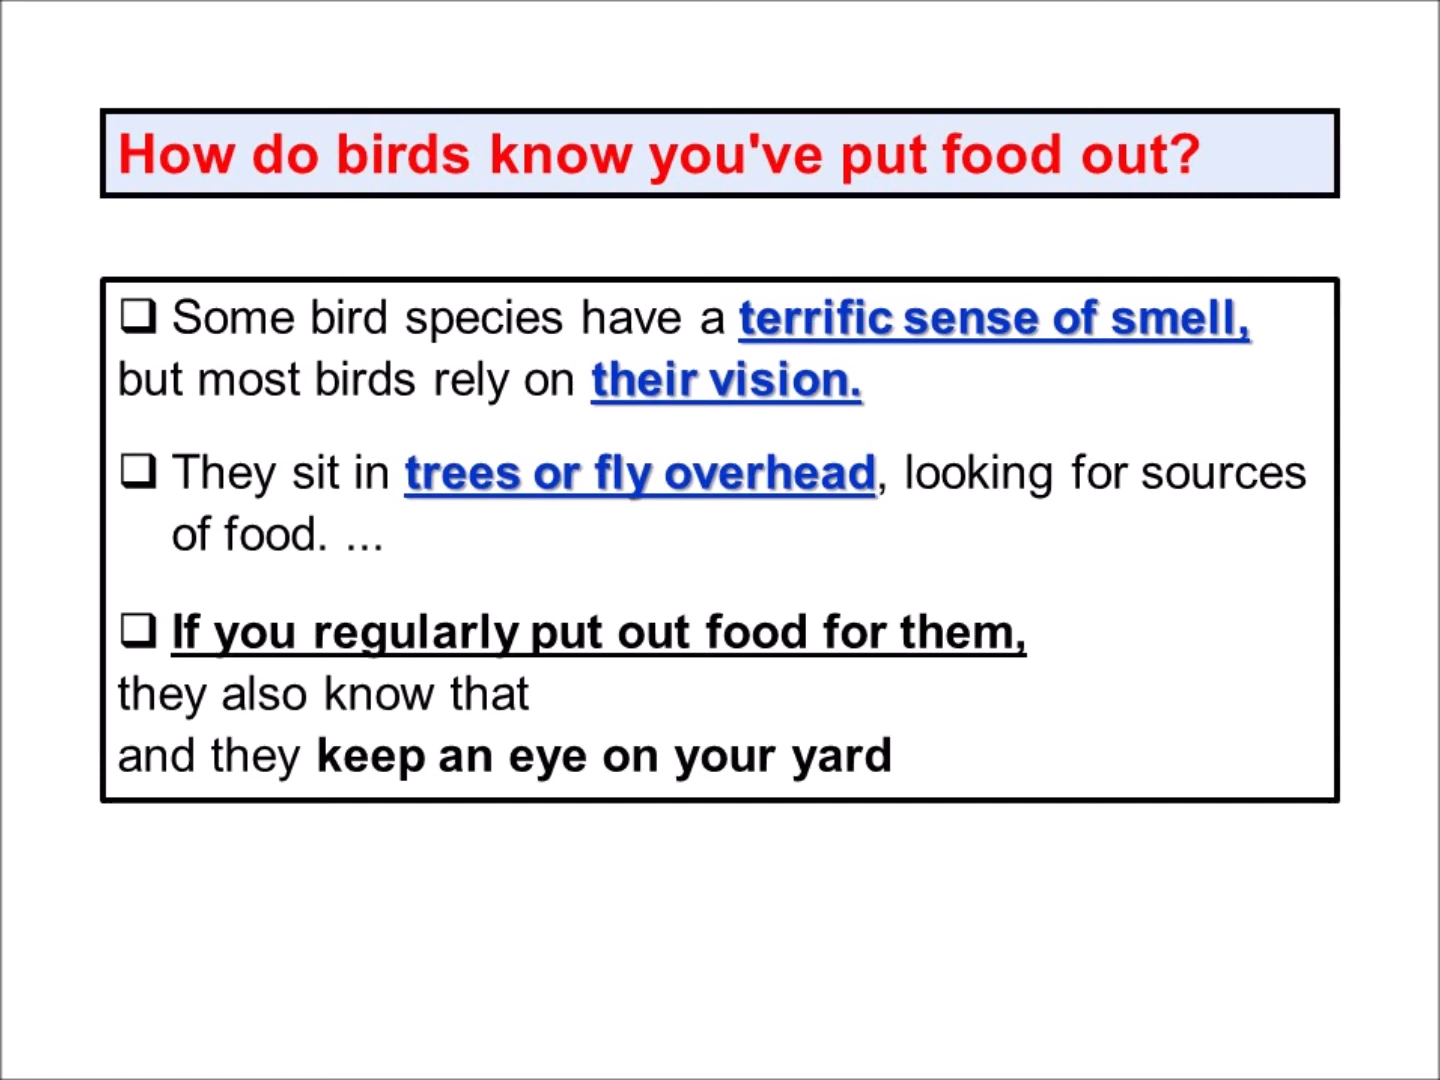 How do birds know you've put food out?
❑ Some bird species have a terrific sense of smell,
but most birds rely on their vision.
❑ They sit in trees or fly overhead, looking for sources
of food. ...
❑ If you regularly put out food for them,
they also know that
and they keep an eye on your yard